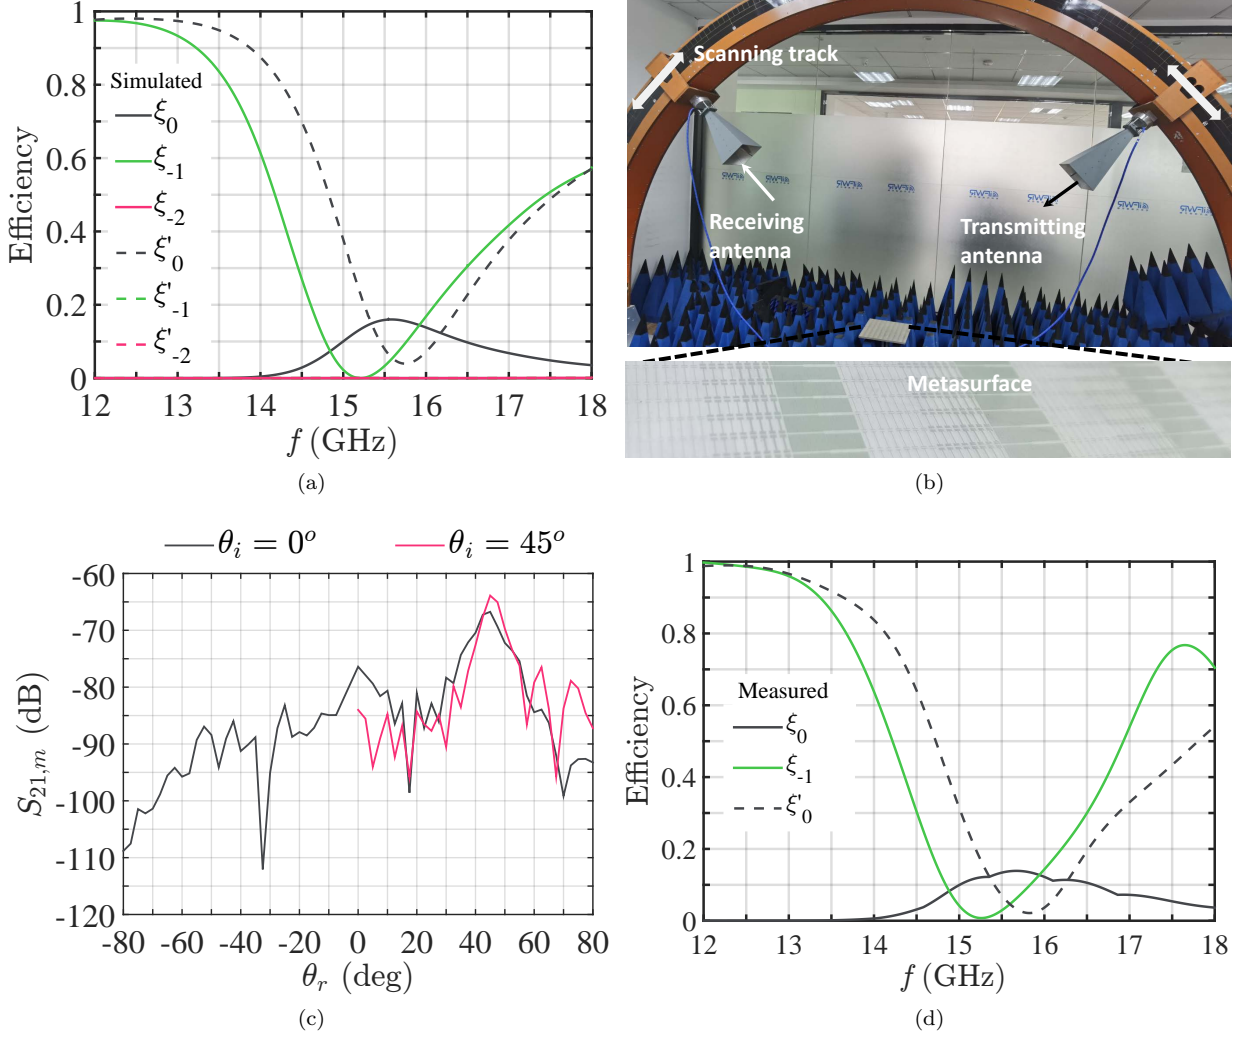 1
0.8
0.6
0.4
0.2
0
Efficiency
Simulated
ξ0
ξ-1
ξ-2
ξ'0
ξ'-1
ξ'-2
12 13 14 15 16 17 18
f (GHz)
(a)
Scanning track
Receiving
antenna
Transmitting
antenna
Metasurface
(b)
θi = 0o
θi = 45o
-60
-70
-80
-90
-100
-110
-120
S21,m (dB)
-80 -60 -40 -20 0 20 40 60 80
θr (deg)
(c)
1
0.8
0.6
0.4
0.2
0
Efficiency
Measured
ξ0
ξ-1
ξ'0
12 13 14 15 16 17 18
f (GHz)
(d)